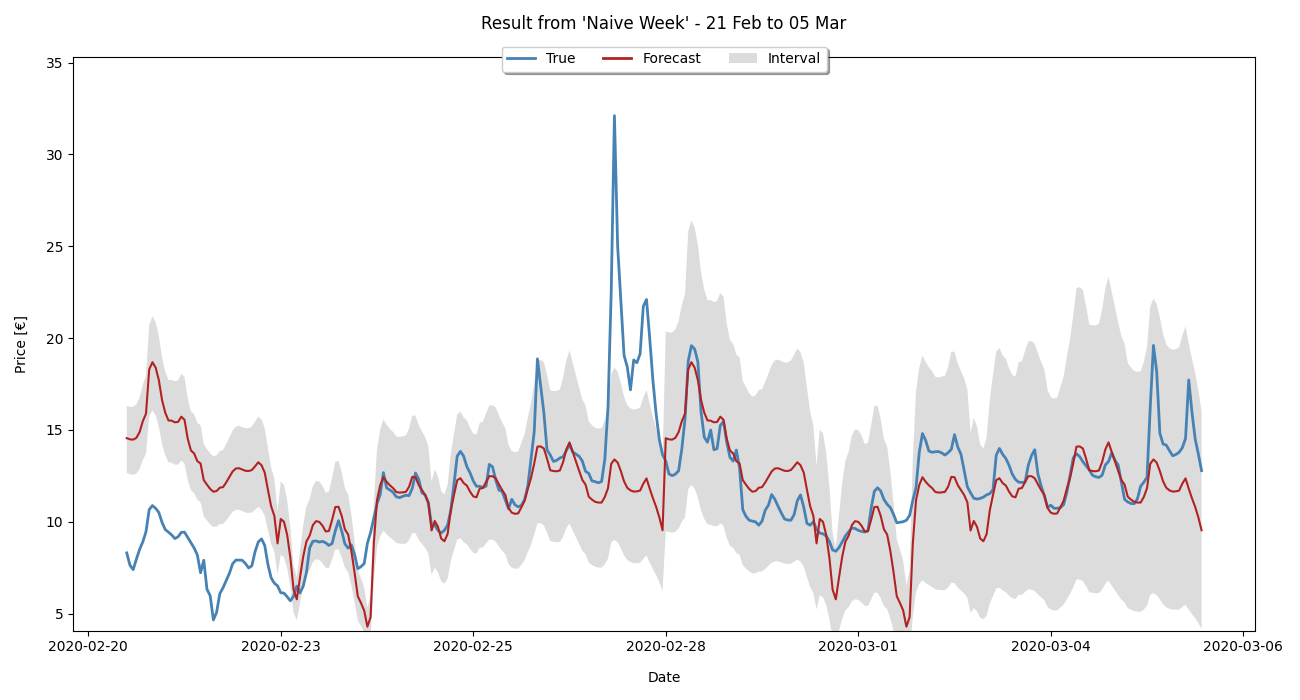 Result from 'Naive Week' - 21 Feb to 05 Mar
True Forecast Interval
Price [€]
35
30
25
20
15
10
5
2020-02-20 2020-02-23 2020-02-25 2020-02-28 2020-03-01 2020-03-04 2020-03-06
Date